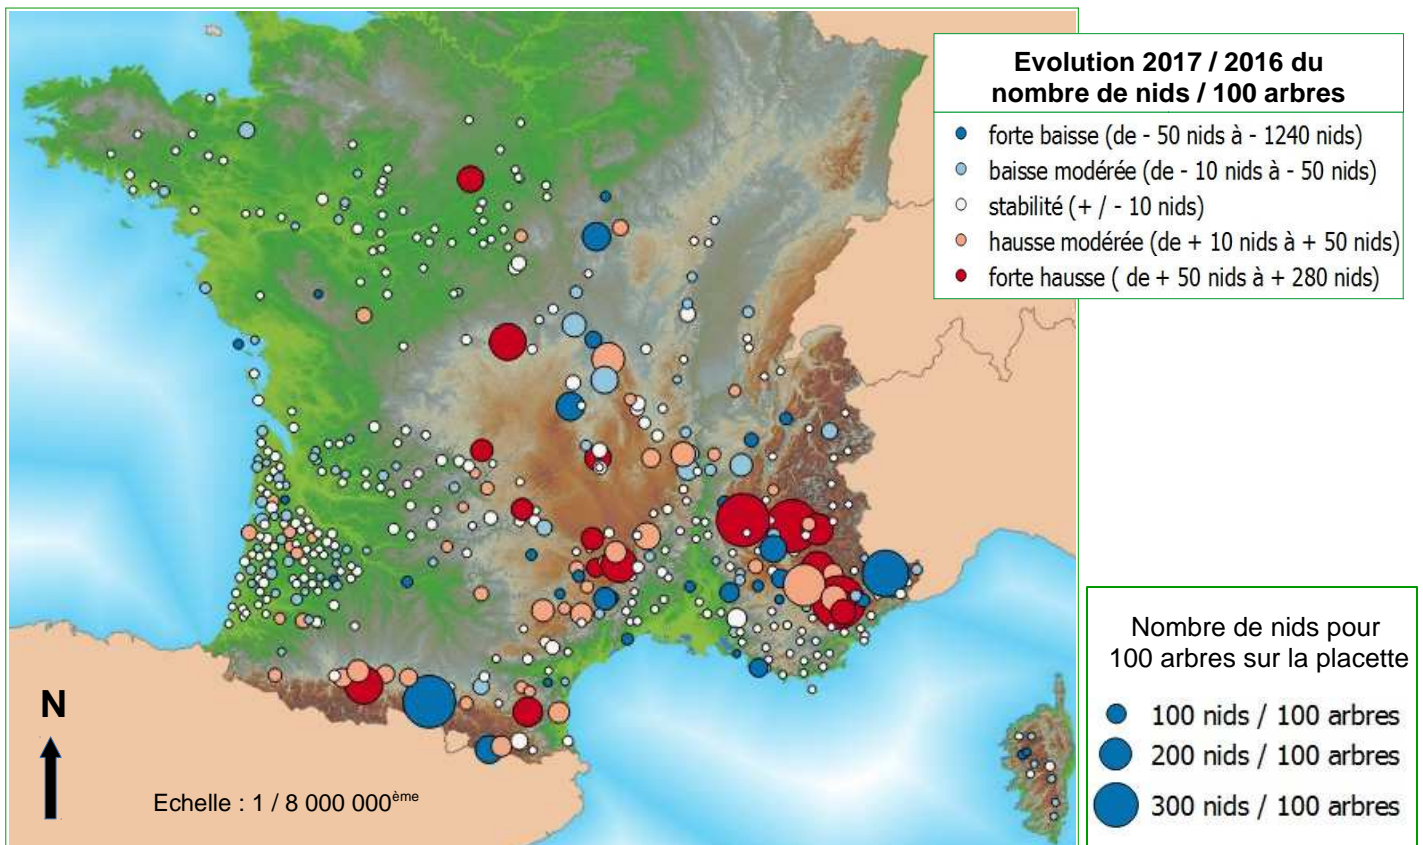 Evolution 2017 / 2016 du
nombre de nids / 100 arbres
forte baisse (de - 50 nids à - 1240 nids)
baisse modérée (de - 10 nids à - 50 nids)
stabilité (+ / - 10 nids)
hausse modérée (de + 10 nids à + 50 nids)
forte hausse ( de + 50 nids à + 280 nids)
Nombre de nids pour
100 arbres sur la placette
100 nids / 100 arbres
200 nids / 100 arbres
300 nids / 100 arbres
N
Echelle : 1 / 8 000 000ème